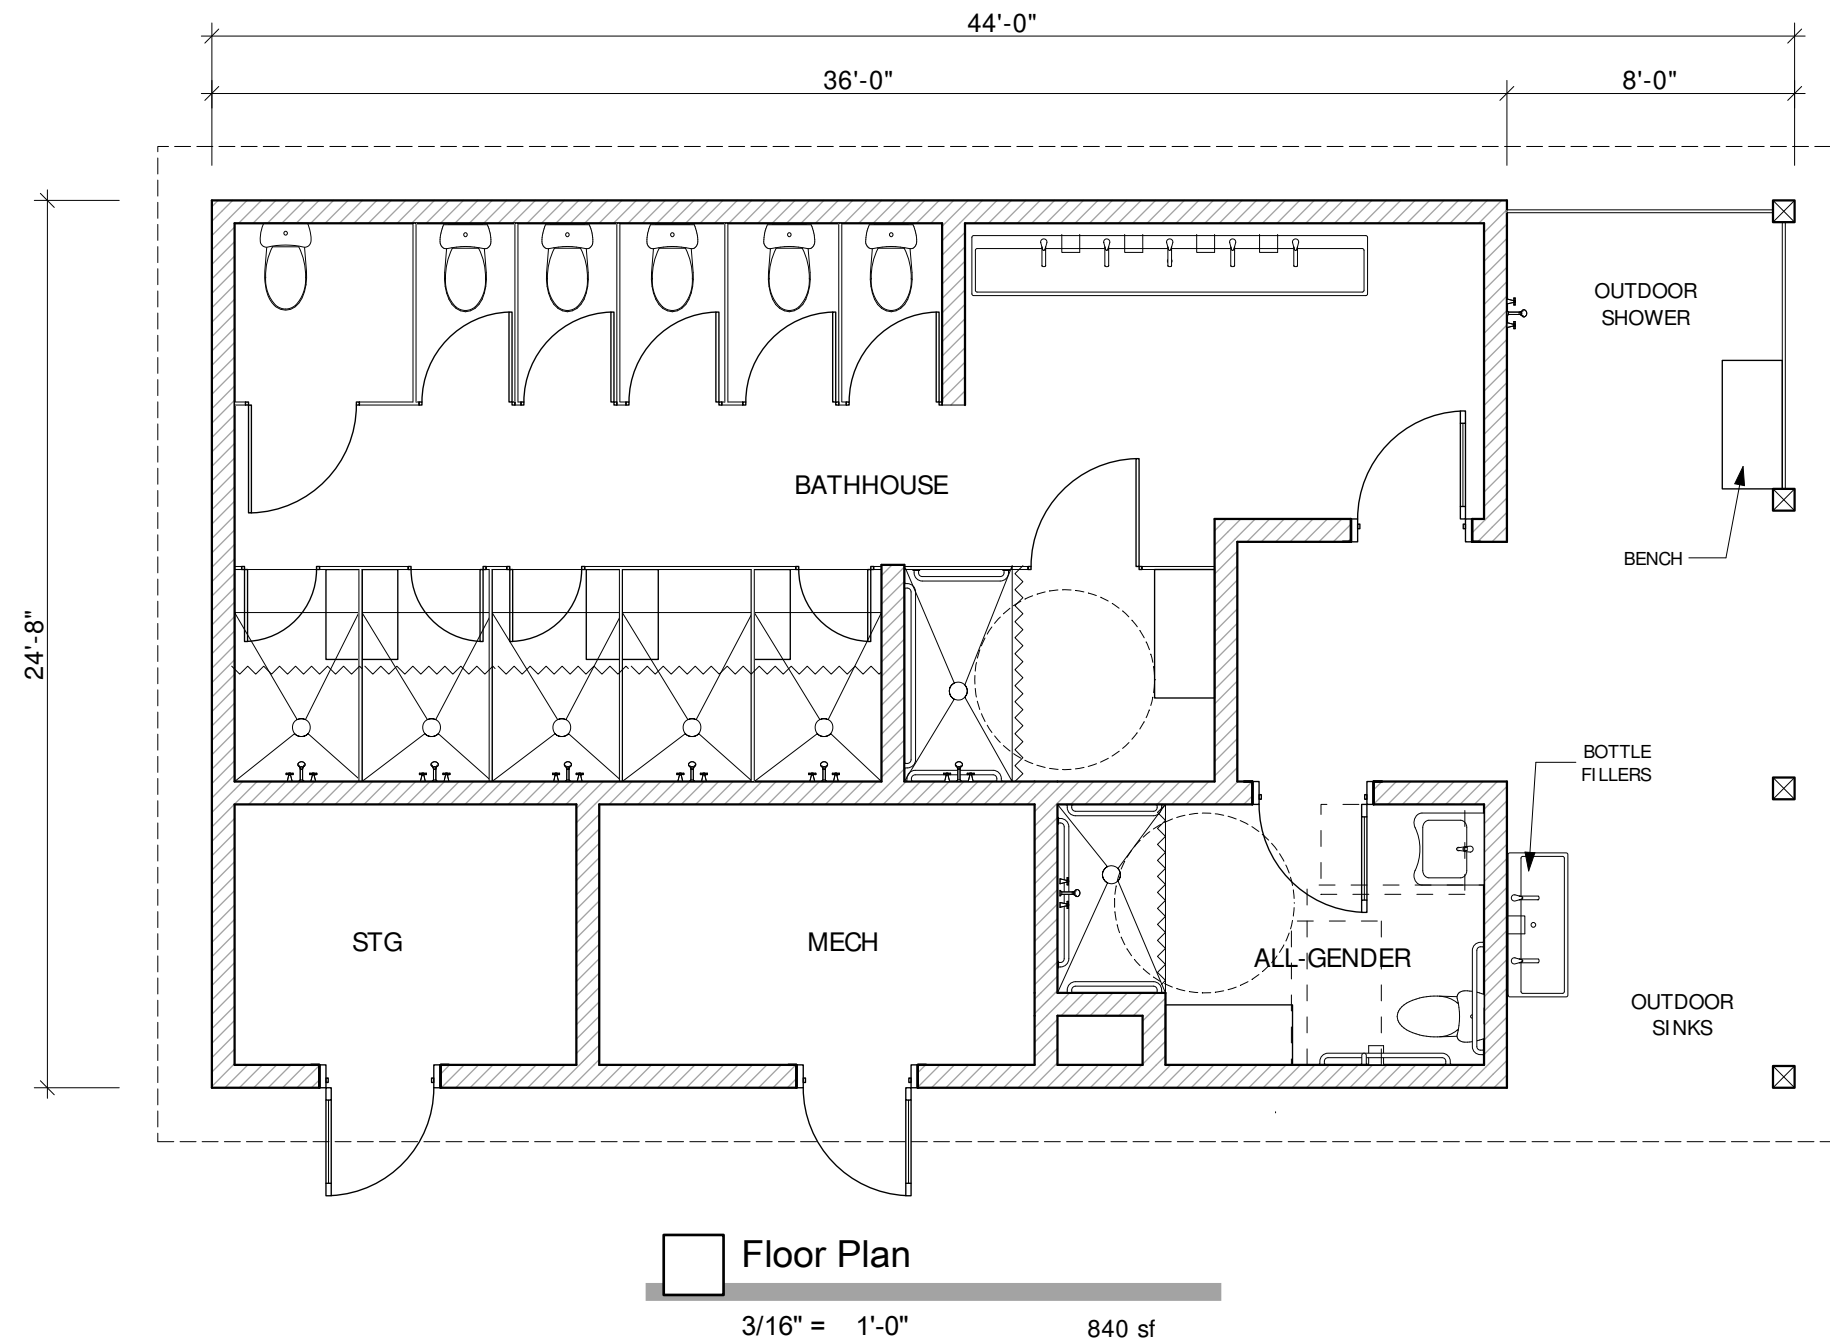 44'-0"
36'-0"
8'-0"
OUTDOOR
SHOWER
BATHHOUSE
BENCH
24'-8"
BOTTLE
FILLERS
STG
MECH
ALL-GENDER
OUTDOOR
SINKS
Floor Plan
3/16" = 1'-0"
840 sf